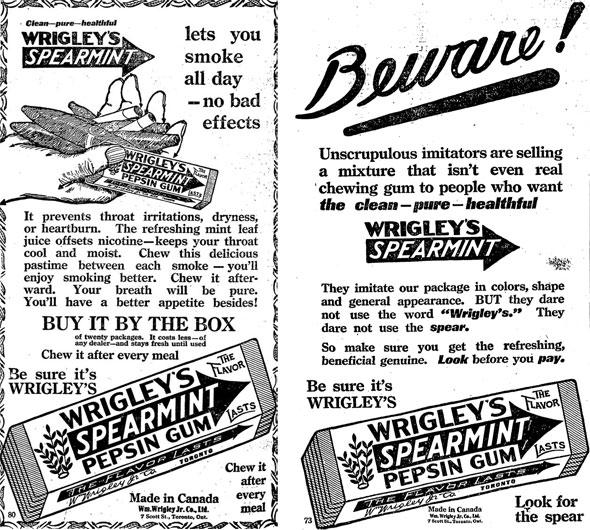 Clean—pure—healthful
WRIGLEY'S
SPEARMINT
lets you
smoke
all day
—no bad
effects
WRIGLEY'S
SPEARMINT
PEPSIN GUM
THE FLAVOR
LASTS
It prevents throat irritations, dryness,
or heartburn. The refreshing mint leaf
juice offsets nicotine—keeps your throat
cool and moist. Chew this delicious
pastime between each smoke—you'll
enjoy smoking better. Chew it after-
ward. Your breath will be pure.
You'll have a better appetite besides!
BUY IT BY THE BOX
of twenty packages. It costs less—of
any dealer—and stays fresh until used
Chew it after every meal
Be sure it's
WRIGLEY'S
THE
FLAVOR
LASTS
WRIGLEY'S
SPEARMINT
PEPSIN GUM
THE FLAVOR LASTS
TORONTO
W Wrigley Jr. Co.
Chew it
after
every
meal
Made in Canada
Wm. Wrigley Jr. Co., Ltd.
7 Scott St., Toronto, Ont.
80
Beware!
Unscrupulous imitators are selling
a mixture that isn't even real
chewing gum to people who want
the clean—pure—healthful
WRIGLEY'S
SPEARMINT
They imitate our package in colors, shape
and general appearance. BUT they dare
not use the word "Wrigley's." They
dare not use the spear.
So make sure you get the refreshing,
beneficial genuine. Look before you pay.
Be sure it's
WRIGLEY'S
THE
FLAVOR
LASTS
WRIGLEY'S
SPEARMINT
PEPSIN GUM
THE FLAVOR LASTS
TORONTO
W Wrigley Jr. Co.
Made in Canada
Wm. Wrigley Jr. Co., Ltd.
7 Scott St., Toronto, Ont.
Look for
the spear
73